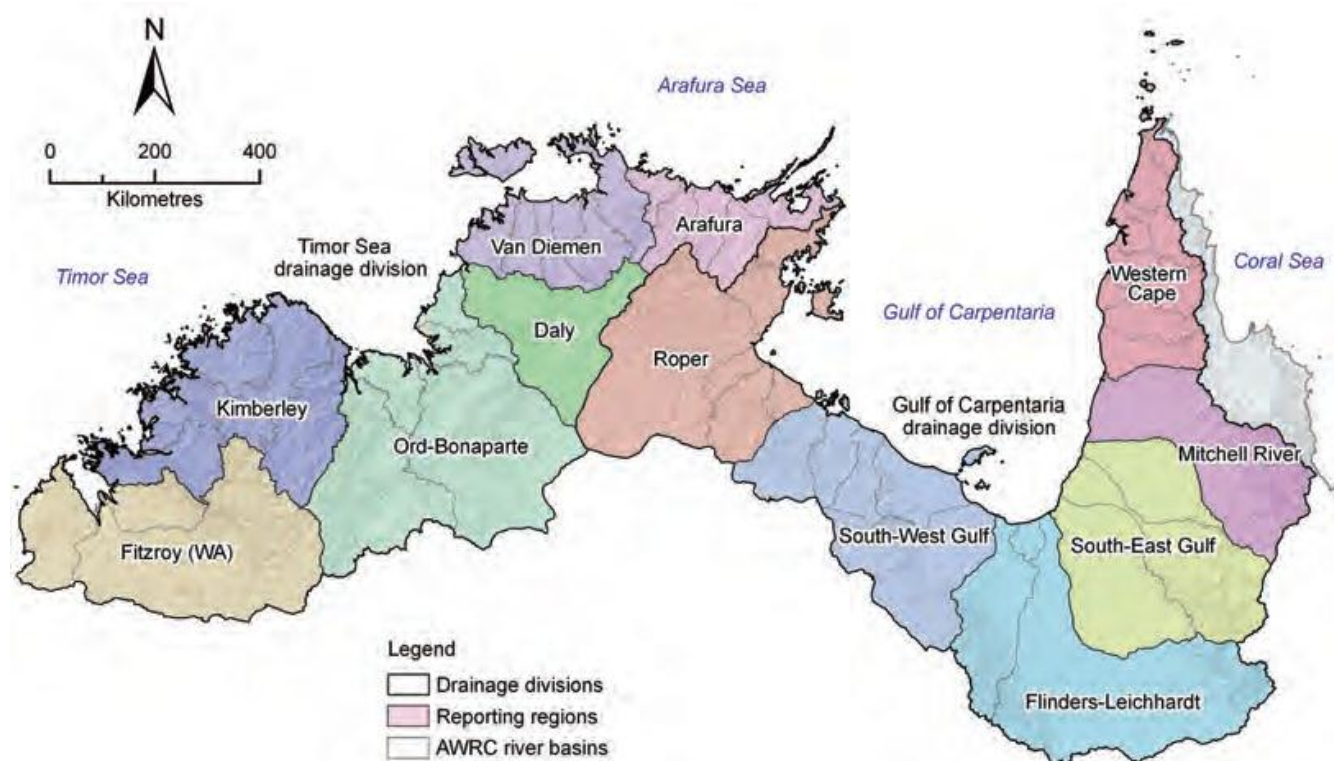 N
Arafura Sea
0 200 400
Kilometres
Arafura
Van Diemen
Timor Sea
drainage division
Timor Sea
Western
Cape
Coral Sea
Gulf of Carpentaria
Daly
Roper
Kimberley
Gulf of Carpentaria
drainage division
Ord-Bonaparte
Mitchell River
Fitzroy (WA)
South-West Gulf
South-East Gulf
Legend
Drainage divisions
Reporting regions
AWRC river basins
Flinders-Leichhardt